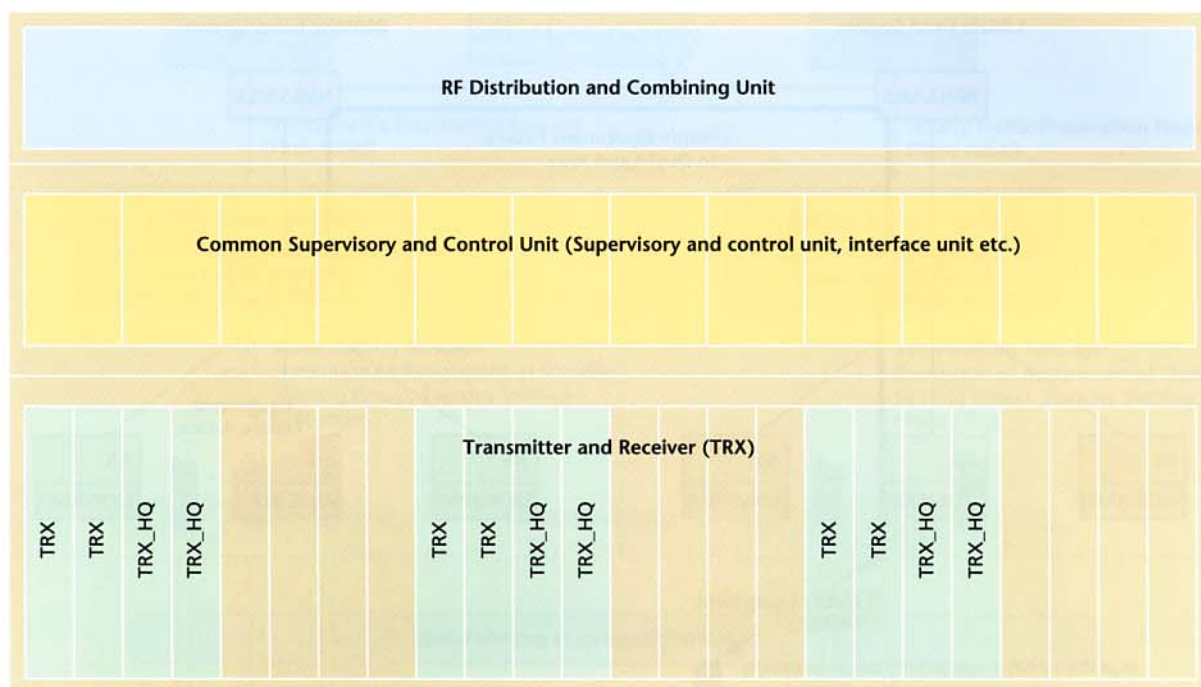 RF Distribution and Combining Unit
Common Supervisory and Control Unit (Supervisory and control unit, interface unit etc.)
Transmitter and Receiver (TRX)
TRX
TRX
TRX_HQ
TRX_HQ
TRX
TRX
TRX_HQ
TRX_HQ
TRX
TRX
TRX_HQ
TRX_HQ